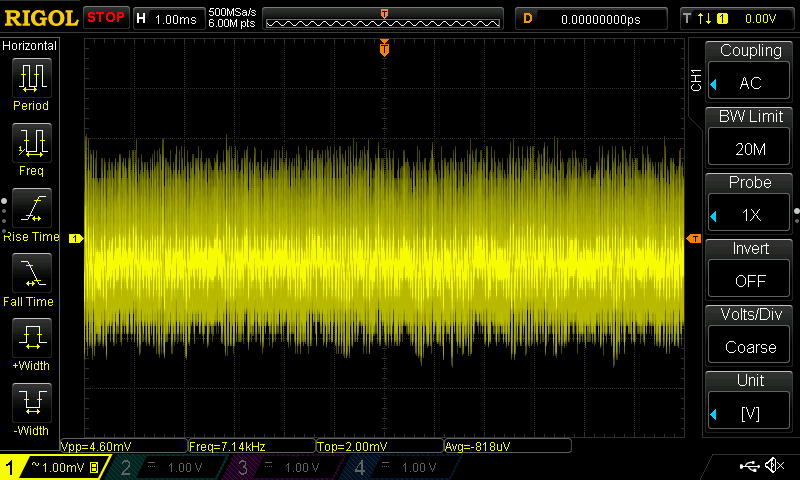 RIGOL STOP H 1.00ms 500MSa/s 6.00M pts D 0.00000000ps T 1 0.00V
Horizontal
Period
Freq
Rise Time
Fall Time
+Width
-Width
T
1
T
CH1
Coupling
AC
BW Limit
20M
Probe
1X
Invert
OFF
Volts/Div
Coarse
Unit
[V]
Vpp=4.60mV Freq=7.14kHz Top=2.00mV Avg=-818uV
1 ~ 1.00mV B 2 1.00 V 3 1.00 V 4 1.00 V